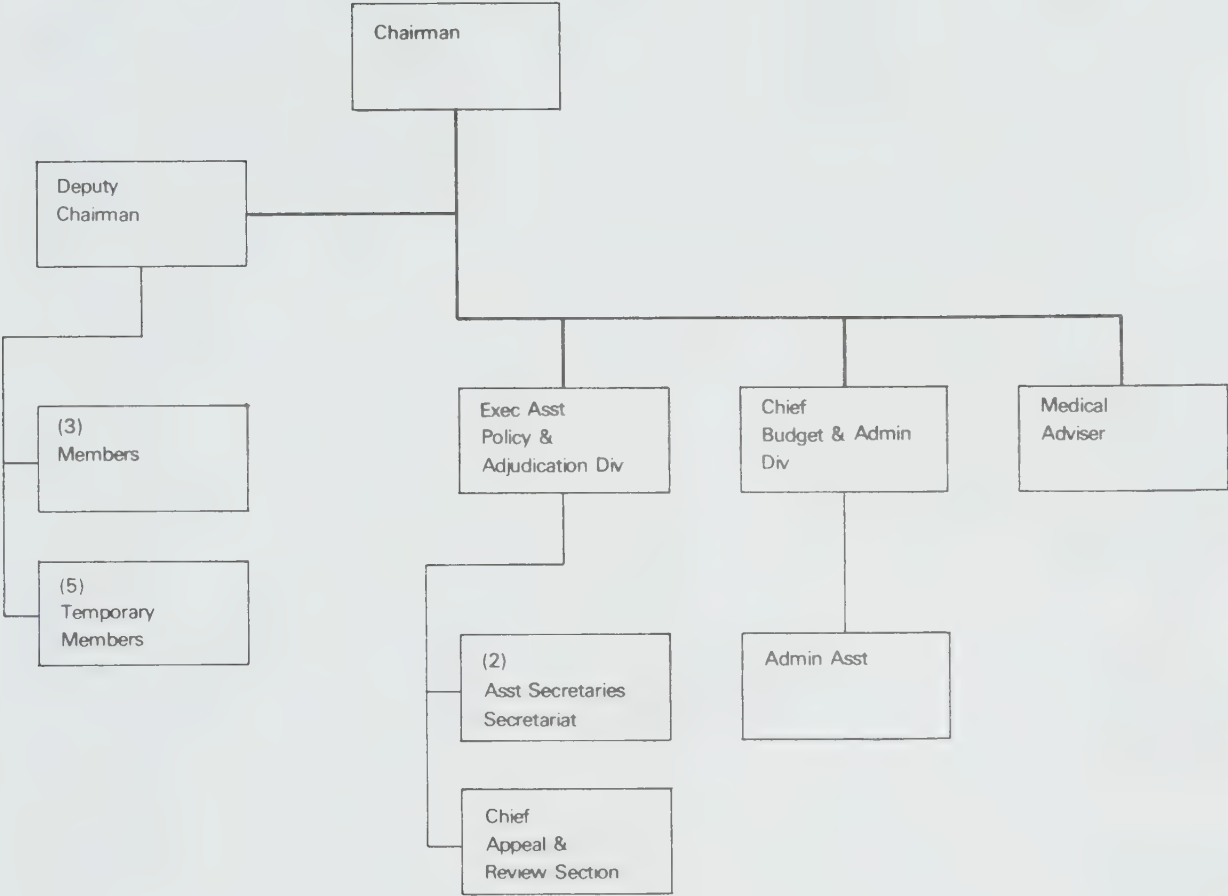 Chairman
Deputy
Chairman
(3)
Members
(5)
Temporary
Members
Exec Asst
Policy &
Adjudication Div
(2)
Asst Secretaries
Secretariat
Chief
Appeal &
Review Section
Chief
Budget & Admin
Div
Admin Asst
Medical
Adviser